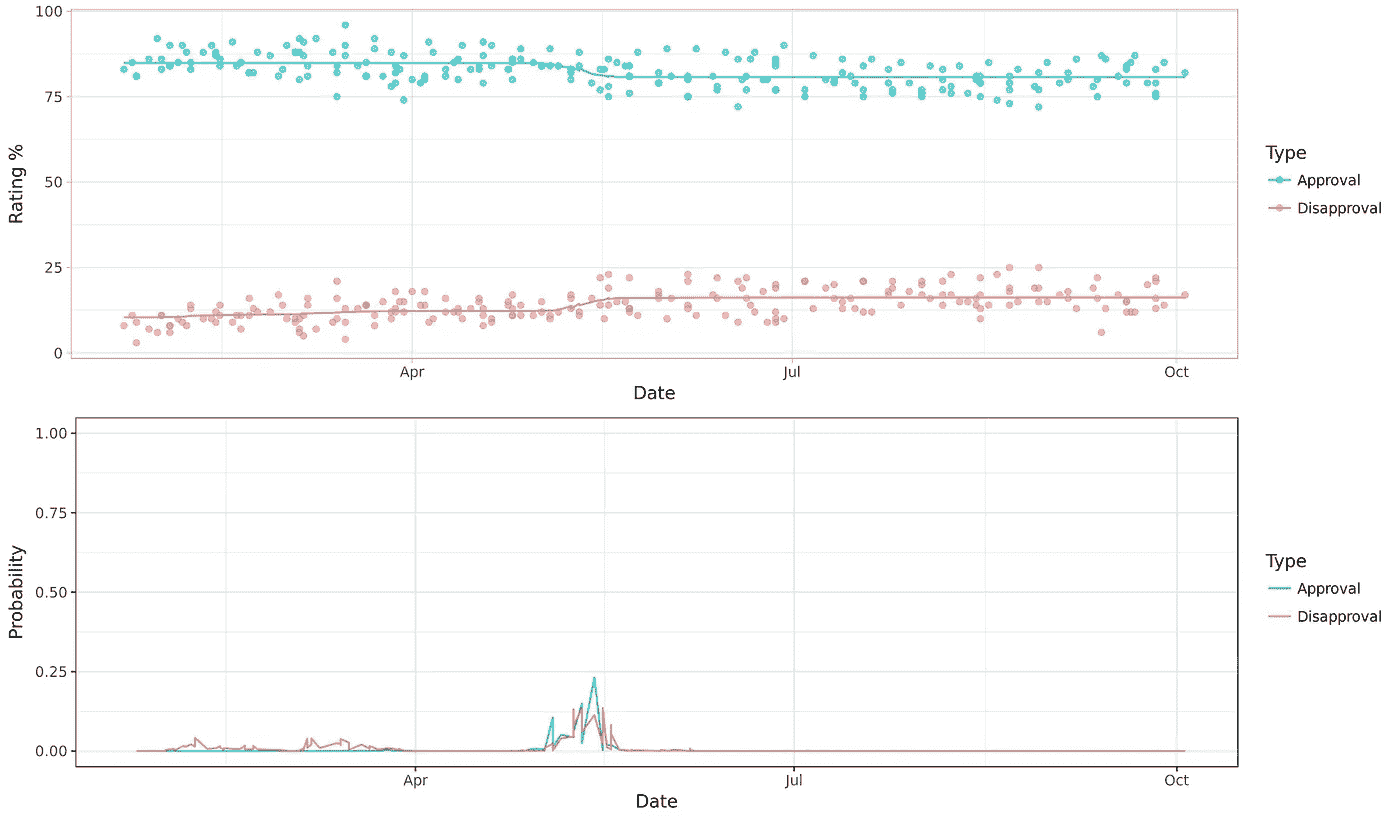 100
75
50
25
0
Rating %
Apr
Jul
Oct
Date
Type
Approval
Disapproval
1.00
0.75
0.50
0.25
0.00
Probability
Apr
Jul
Oct
Date
Type
Approval
Disapproval